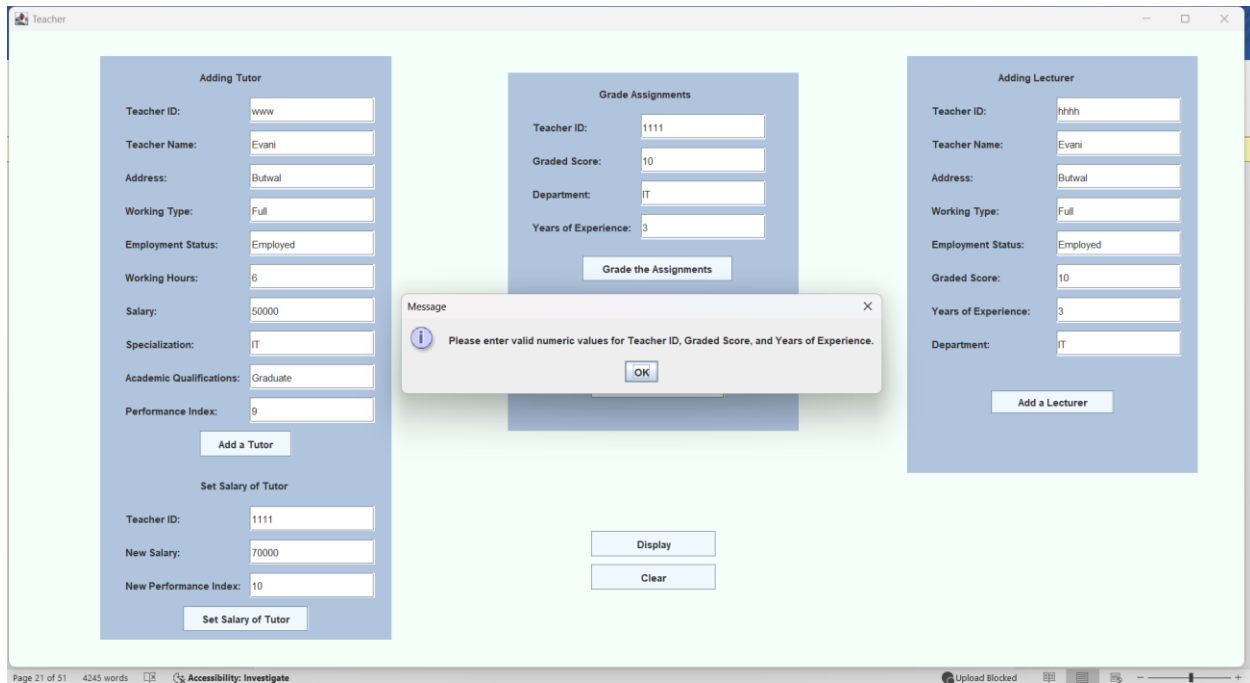 Teacher
Adding Tutor
Teacher ID: www
Teacher Name: Evani
Address: Butwal
Working Type: Full
Employment Status: Employed
Working Hours: 6
Salary: 50000
Specialization: IT
Academic Qualifications: Graduate
Performance Index: 9
Add a Tutor
Set Salary of Tutor
Teacher ID: 1111
New Salary: 70000
New Performance Index: 10
Set Salary of Tutor
Grade Assignments
Teacher ID: 1111
Graded Score: 10
Department: IT
Years of Experience: 3
Grade the Assignments
Message
Please enter valid numeric values for Teacher ID, Graded Score, and Years of Experience.
OK
Display
Clear
Adding Lecturer
Teacher ID: hhhh
Teacher Name: Evani
Address: Butwal
Working Type: Full
Employment Status: Employed
Graded Score: 10
Years of Experience: 3
Department: IT
Add a Lecturer
Page 21 of 51 4245 words Accessibility: Investigate Upload Blocked